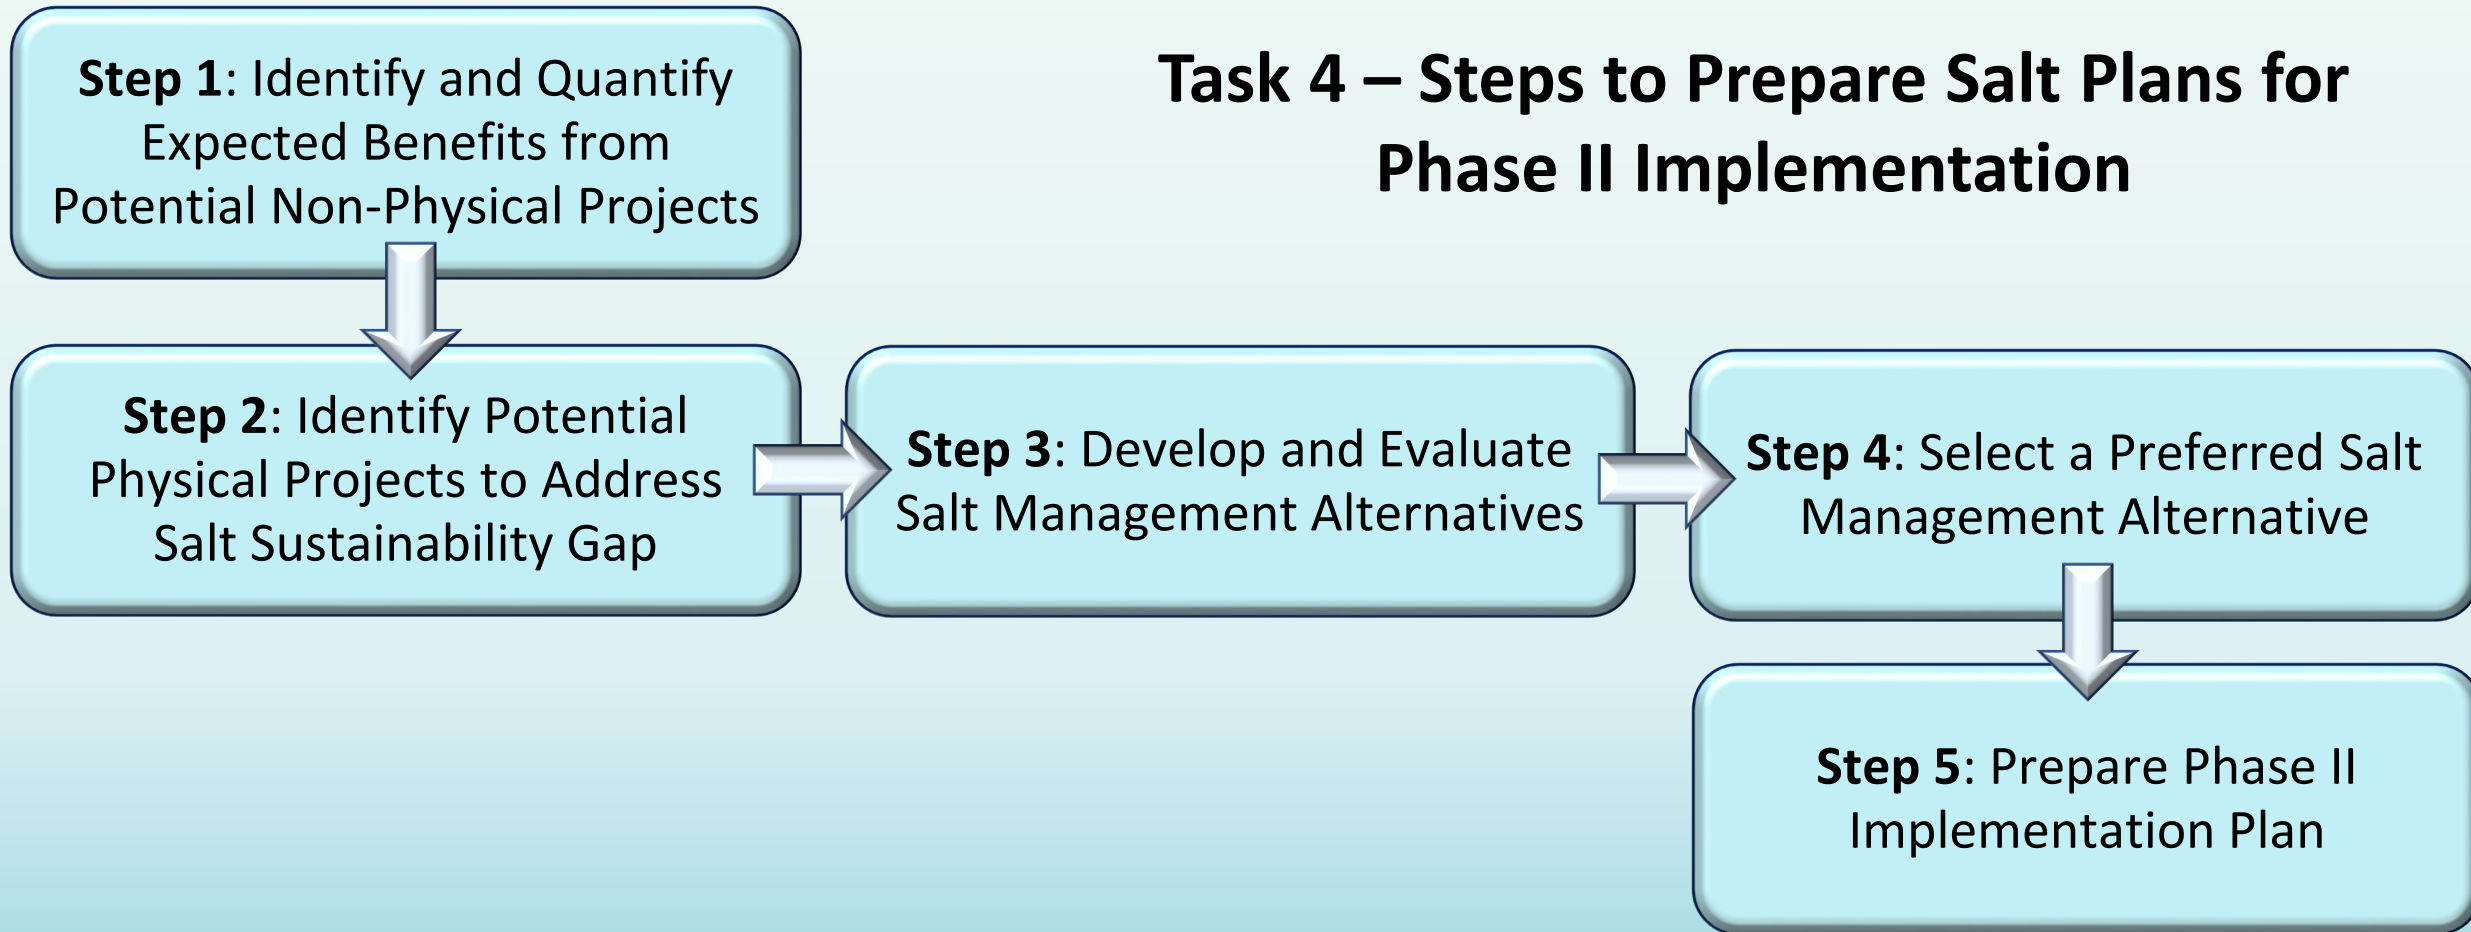 Task 4 – Steps to Prepare Salt Plans for
Phase II Implementation
Step 1: Identify and Quantify
Expected Benefits from
Potential Non-Physical Projects
Step 2: Identify Potential
Physical Projects to Address
Salt Sustainability Gap
Step 3: Develop and Evaluate
Salt Management Alternatives
Step 4: Select a Preferred Salt
Management Alternative
Step 5: Prepare Phase II
Implementation Plan